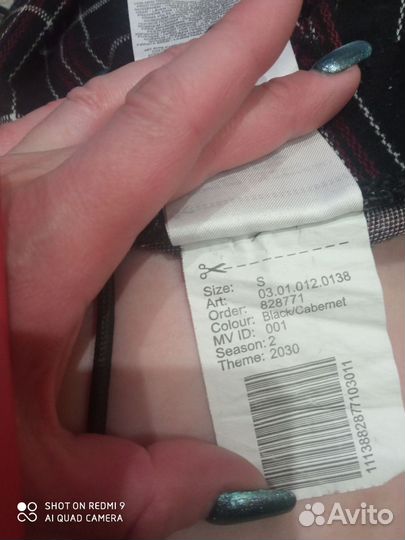 Size: S
Art: 03.01.012.0138
Order: 828771
Colour: Black/Cabernet
MV ID: 001
Season: 2
Theme: 2030
1113882877103011
SHOT ON REDMI 9
AI QUAD CAMERA
Avito